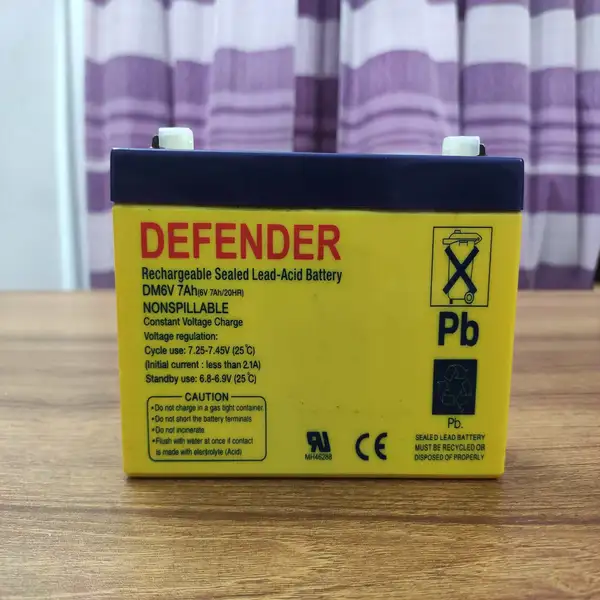 DEFENDER
Rechargeable Sealed Lead-Acid Battery
DM6V 7Ah(6V 7Ah/20HR)
NONSPILLABLE
Constant Voltage Charge
Voltage regulation:
Cycle use: 7.25-7.45V (25℃)
(Initial current : less than 2.1A)
Standby use: 6.8-6.9V (25℃)
CAUTION
•Do not charge in a gas tight container.
•Do not short the battery terminals
•Do not incinerate.
•Flush with water at once if contact
is made with electrolyte (Acid)
MH46288
CE
Pb
Pb.
SEALED LEAD BATTERY
MUST BE RECYCLED OR
DISPOSED OF PROPERLY